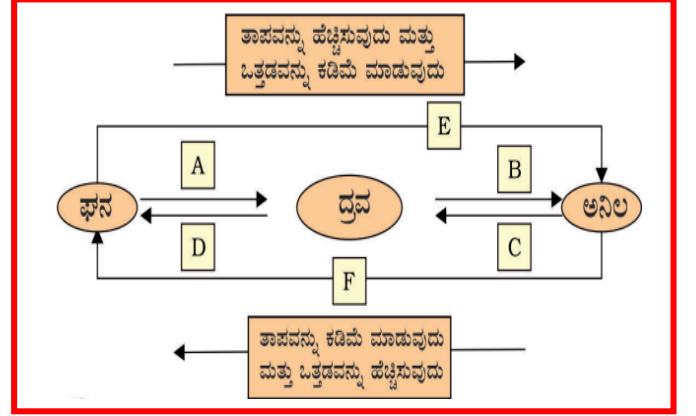 ತಾಪವನ್ನು ಹೆಚ್ಚಿಸುವುದು ಮತ್ತು
ಒತ್ತಡವನ್ನು ಕಡಿಮೆ ಮಾಡುವುದು
E
A
B
ಘನ
ದ್ರವ
ಅನಿಲ
D
C
F
ತಾಪವನ್ನು ಕಡಿಮೆ ಮಾಡುವುದು
ಮತ್ತು ಒತ್ತಡವನ್ನು ಹೆಚ್ಚಿಸುವುದು